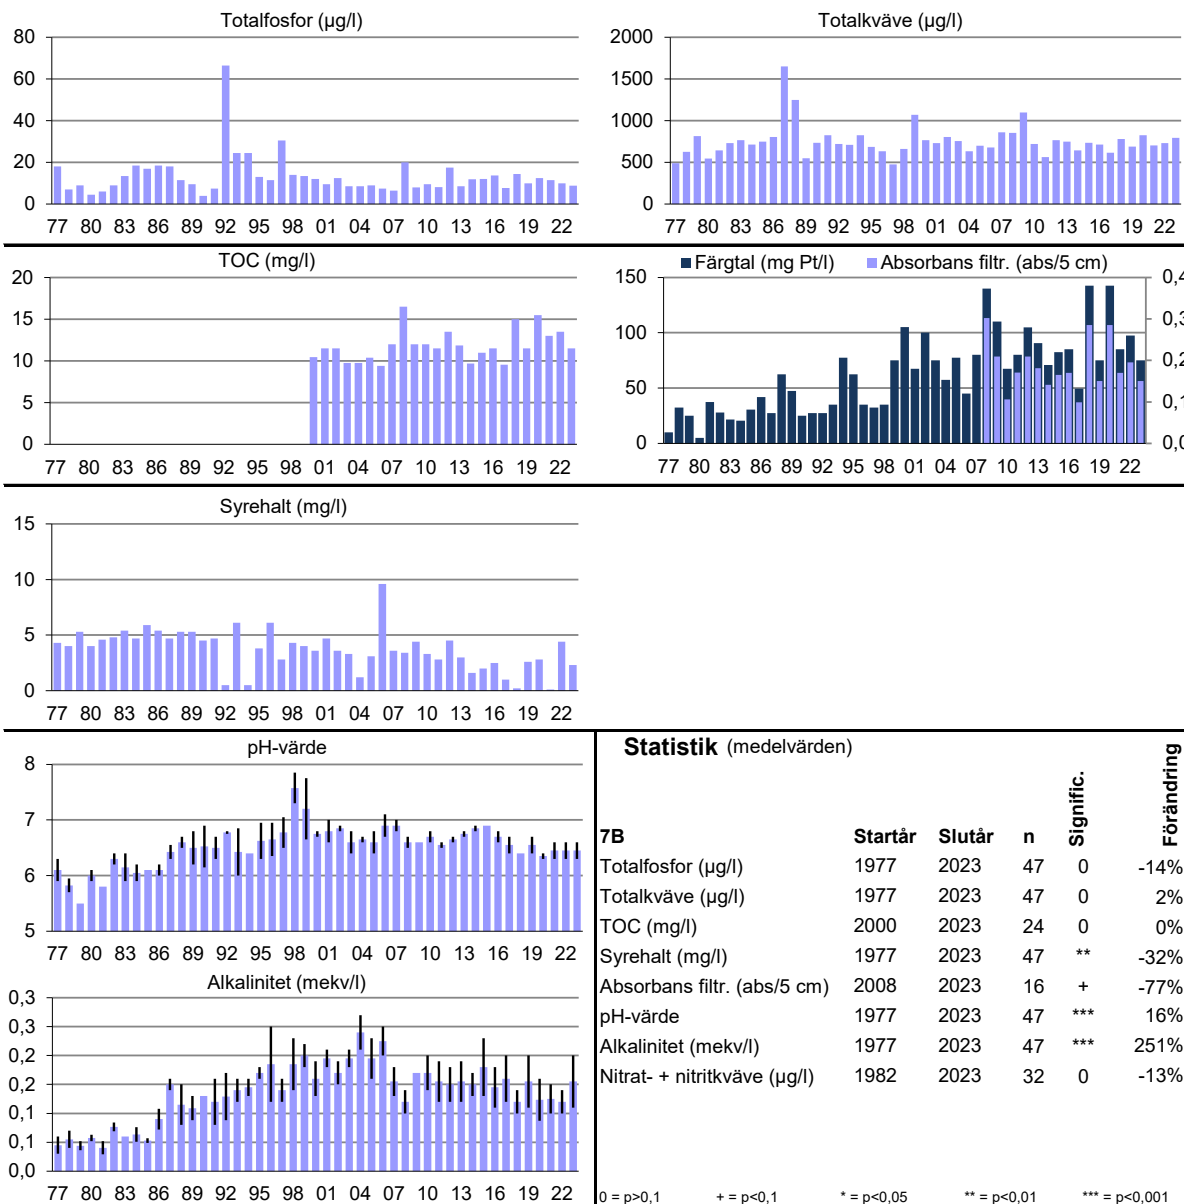 Totalfosfor (µg/l)
80
60
40
20
0
77 80 83 86 89 92 95 98 01 04 07 10 13 16 19 22
Totalkväve (µg/l)
2000
1500
1000
500
0
77 80 83 86 89 92 95 98 01 04 07 10 13 16 19 22
TOC (mg/l)
20
15
10
5
0
77 80 83 86 89 92 95 98 01 04 07 10 13 16 19 22
Färgtal (mg Pt/l) Absorbans filtr. (abs/5 cm)
150
100
50
0
0,4
0,3
0,2
0,1
0,0
77 80 83 86 89 92 95 98 01 04 07 10 13 16 19 22
Syrehalt (mg/l)
15
10
5
0
77 80 83 86 89 92 95 98 01 04 07 10 13 16 19 22
pH-värde
8
7
6
5
77 80 83 86 89 92 95 98 01 04 07 10 13 16 19 22
Alkalinitet (mekv/l)
0,3
0,3
0,2
0,2
0,1
0,1
0,0
77 80 83 86 89 92 95 98 01 04 07 10 13 16 19 22
Statistik (medelvärden)
7B Startår Slutår n Signific. Förändring
Totalfosfor (µg/l) 1977 2023 47 0 -14%
Totalkväve (µg/l) 1977 2023 47 0 2%
TOC (mg/l) 2000 2023 24 0 0%
Syrehalt (mg/l) 1977 2023 47 ** -32%
Absorbans filtr. (abs/5 cm) 2008 2023 16 + -77%
pH-värde 1977 2023 47 *** 16%
Alkalinitet (mekv/l) 1977 2023 47 *** 251%
Nitrat- + nitritkväve (µg/l) 1982 2023 32 0 -13%
0 = p>0,1 + = p<0,1 * = p<0,05 ** = p<0,01 *** = p<0,001